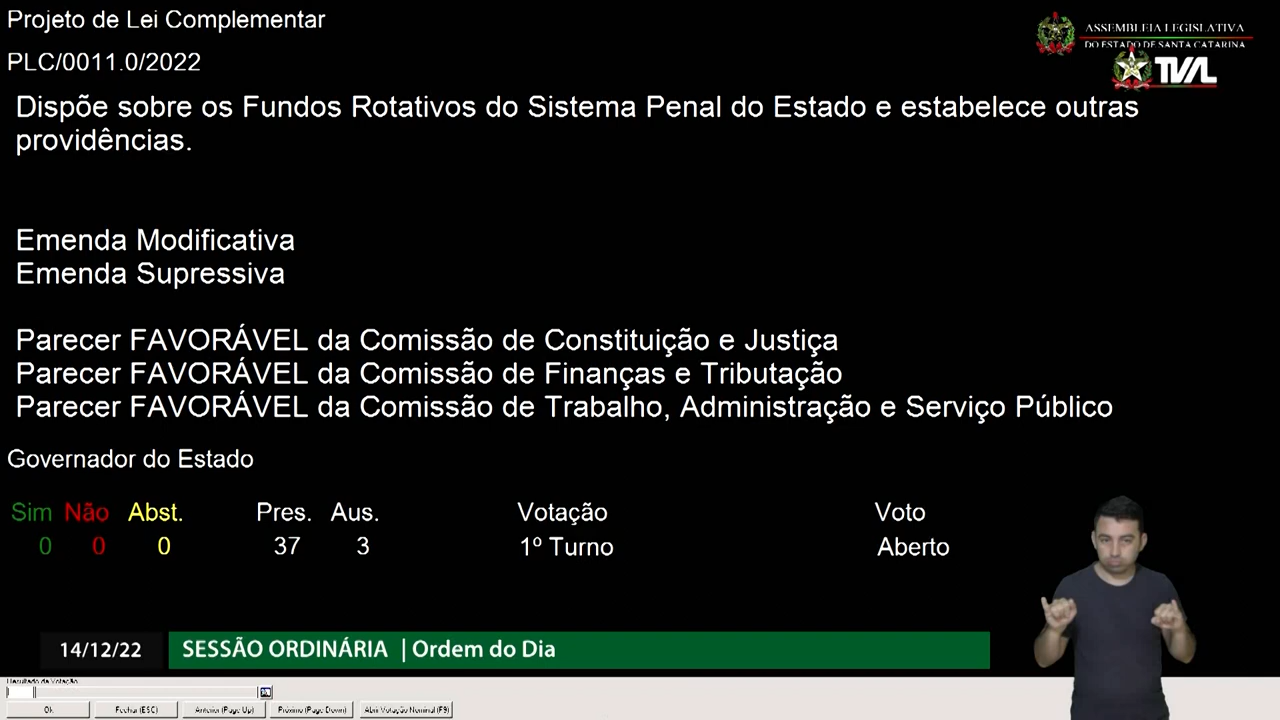 Projeto de Lei Complementar
PLC/0011.0/2022
ASSEMBLEIA LEGISLATIVA
DO ESTADO DE SANTA CATARINA
TVAL
Dispõe sobre os Fundos Rotativos do Sistema Penal do Estado e estabelece outras
providências.
Emenda Modificativa
Emenda Supressiva
Parecer FAVORÁVEL da Comissão de Constituição e Justiça
Parecer FAVORÁVEL da Comissão de Finanças e Tributação
Parecer FAVORÁVEL da Comissão de Trabalho, Administração e Serviço Público
Governador do Estado
Sim Não Abst. Pres. Aus. Votação Voto
0 0 0 37 3 1º Turno Aberto
14/12/22 SESSÃO ORDINÁRIA | Ordem do Dia
Resultado da Votação
Ok Fechar (ESC) Anterior (Page Up) Próximo (Page Down) Abrir Votação Nominal (F9)